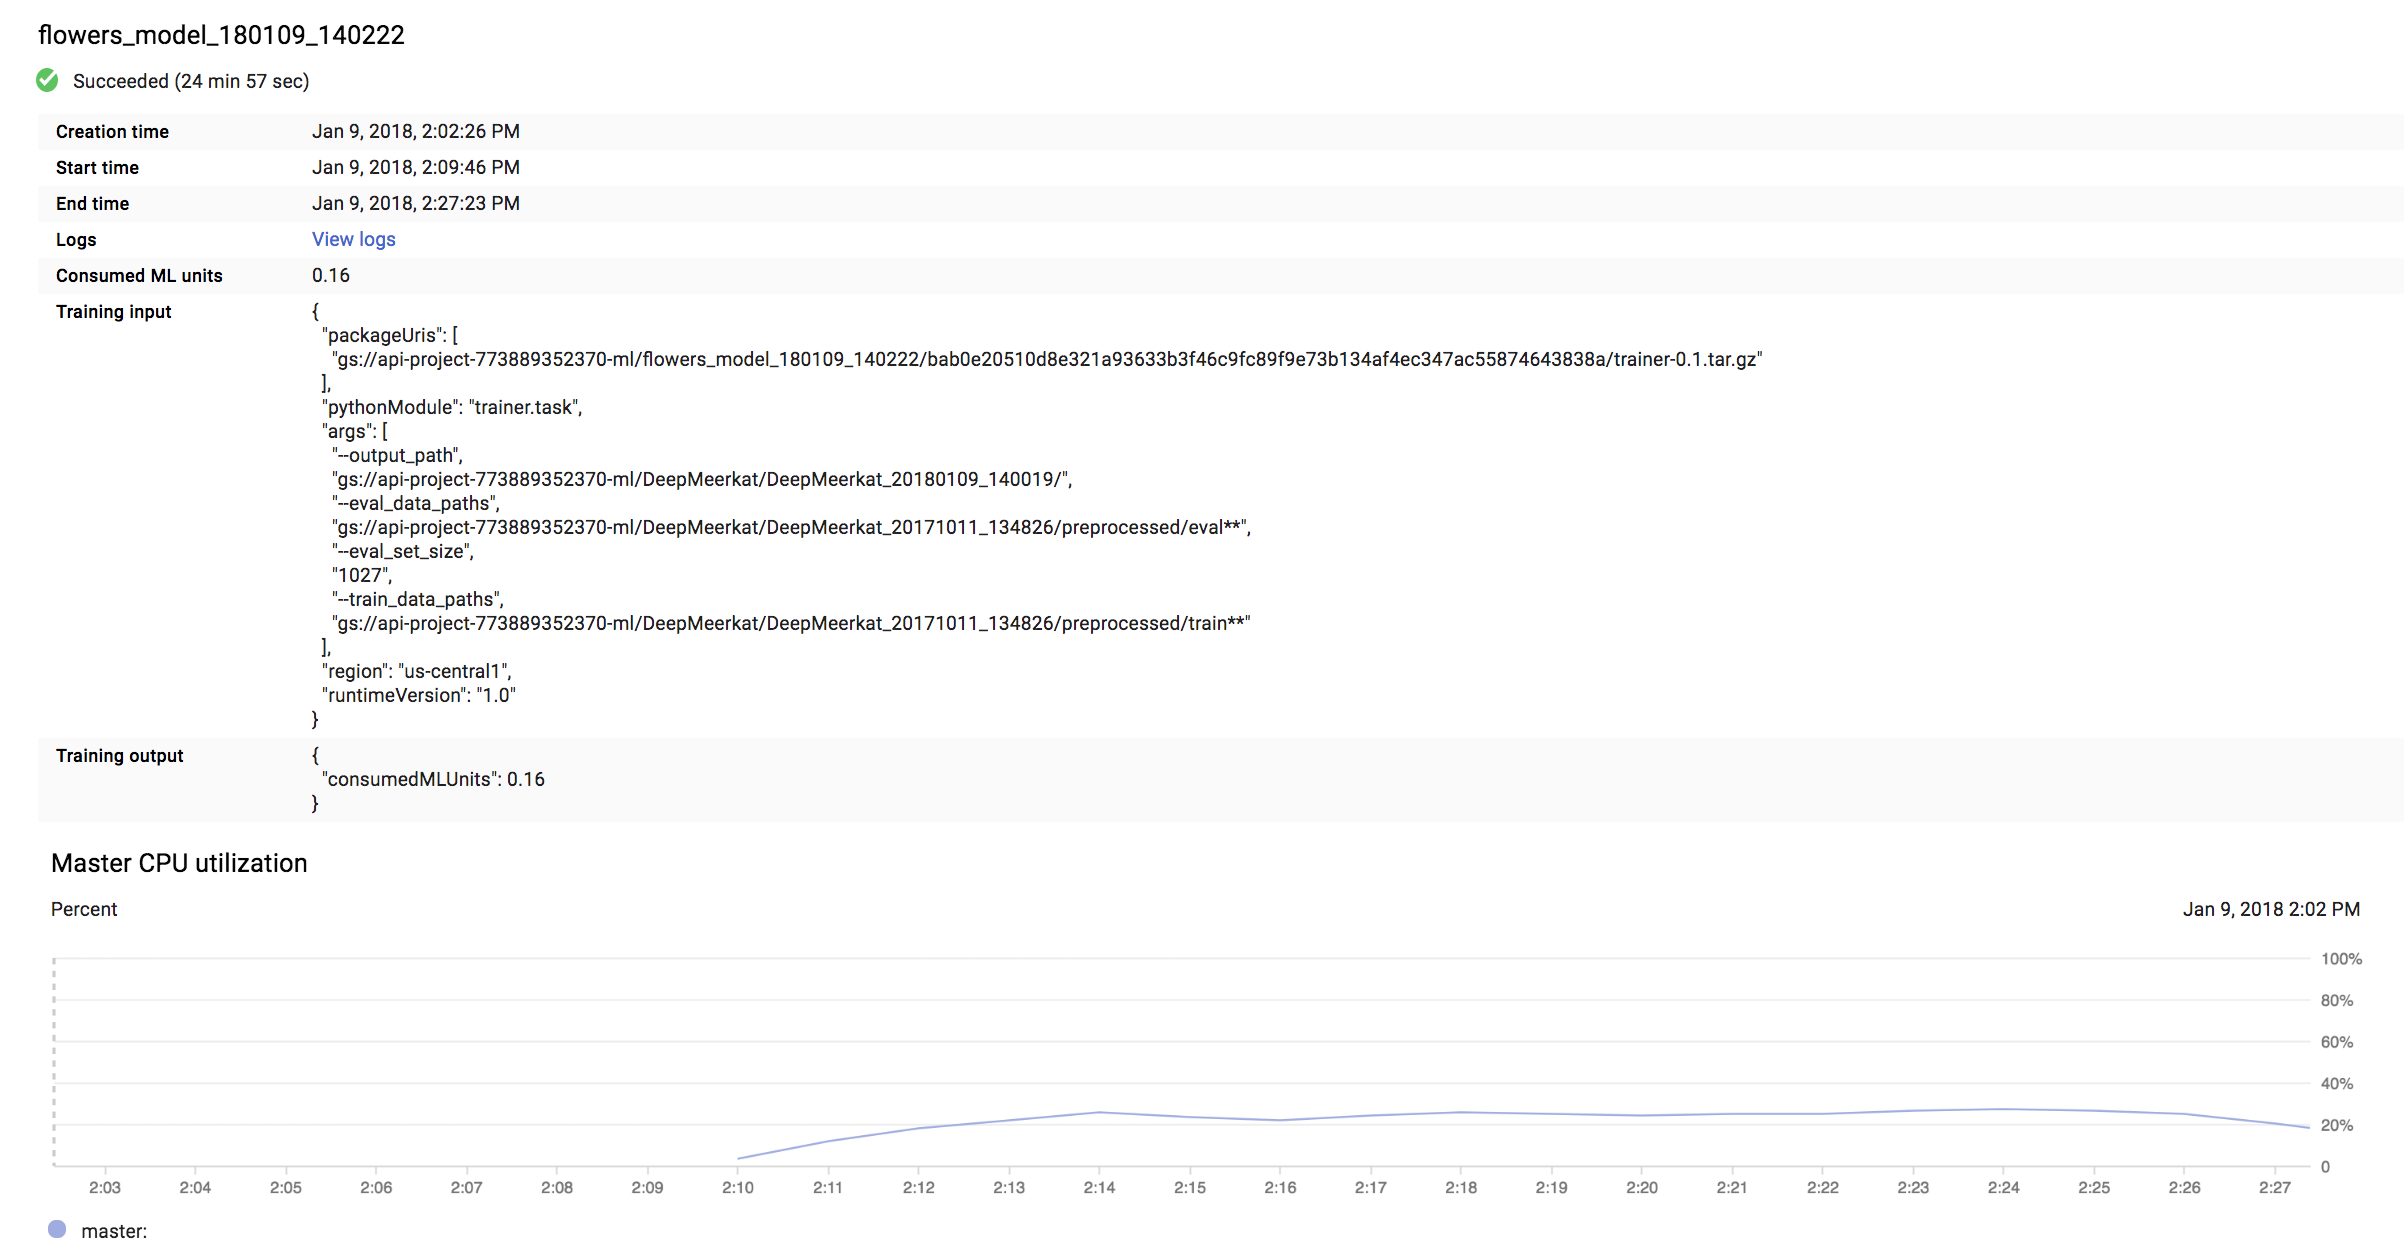 flowers_model_180109_140222
Succeeded (24 min 57 sec)
Creation time Jan 9, 2018, 2:02:26 PM
Start time Jan 9, 2018, 2:09:46 PM
End time Jan 9, 2018, 2:27:23 PM
Logs View logs
Consumed ML units 0.16
Training input {
"packageUris": [
"gs://api-project-773889352370-ml/flowers_model_180109_140222/bab0e20510d8e321a93633b3f46c9fc89f9e73b134af4ec347ac55874643838a/trainer-0.1.tar.gz"
],
"pythonModule": "trainer.task",
"args": [
"--output_path",
"gs://api-project-773889352370-ml/DeepMeerkat/DeepMeerkat_20180109_140019/",
"--eval_data_paths",
"gs://api-project-773889352370-ml/DeepMeerkat/DeepMeerkat_20171011_134826/preprocessed/eval**",
"--eval_set_size",
"1027",
"--train_data_paths",
"gs://api-project-773889352370-ml/DeepMeerkat/DeepMeerkat_20171011_134826/preprocessed/train**"
],
"region": "us-central1",
"runtimeVersion": "1.0"
}
Training output {
"consumedMLUnits": 0.16
}
Master CPU utilization
Percent Jan 9, 2018 2:02 PM
100%
80%
60%
40%
20%
0
2:03 2:04 2:05 2:06 2:07 2:08 2:09 2:10 2:11 2:12 2:13 2:14 2:15 2:16 2:17 2:18 2:19 2:20 2:21 2:22 2:23 2:24 2:25 2:26 2:27
master: